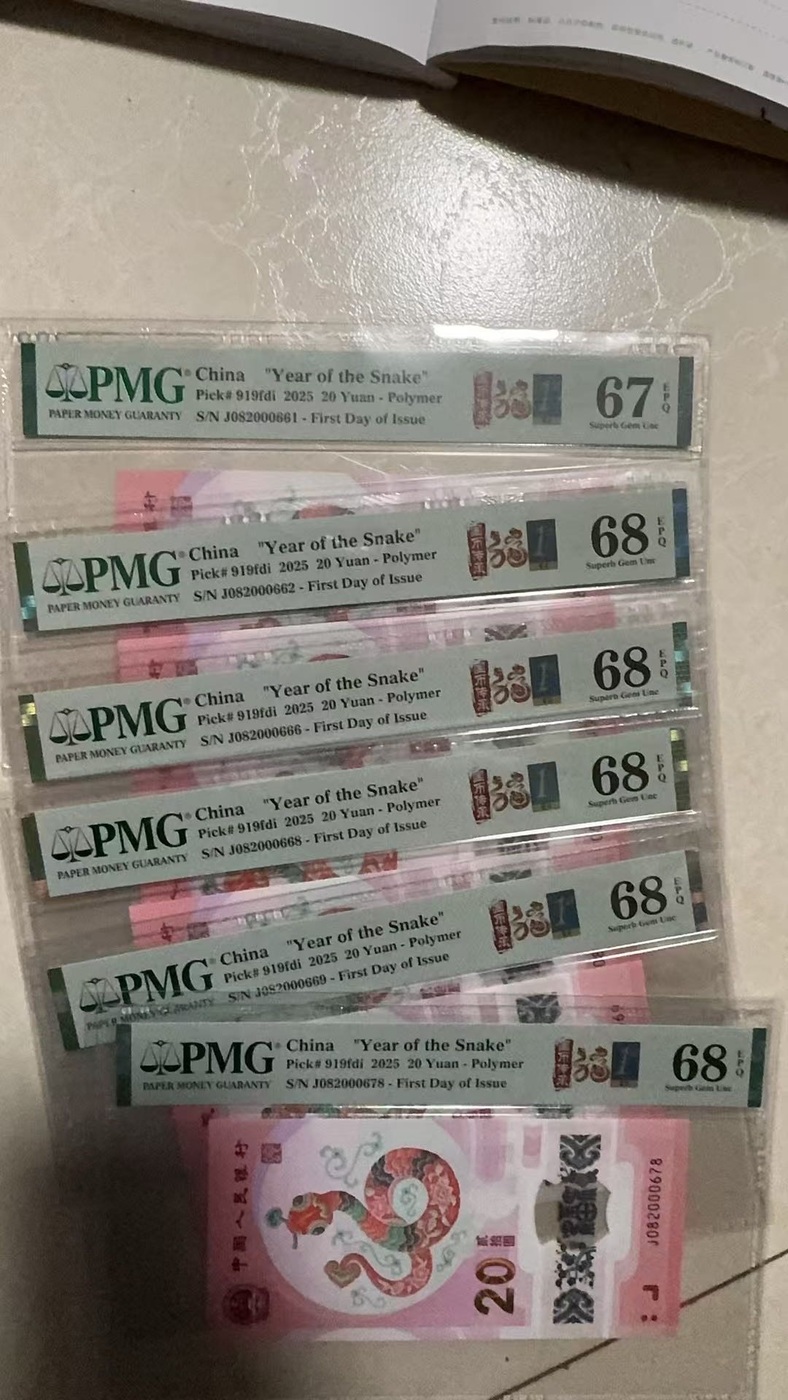 PMG China "Year of the Snake"
Pick# 919fdi 2025 20 Yuan - Polymer
PAPER MONEY GUARANTY S/N J082000661 - First Day of Issue
67 EPQ
Superb Gem Unc
PMG China "Year of the Snake"
Pick# 919fdi 2025 20 Yuan - Polymer
PAPER MONEY GUARANTY S/N J082000662 - First Day of Issue
68 EPQ
Superb Gem Unc
PMG China "Year of the Snake"
Pick# 919fdi 2025 20 Yuan - Polymer
PAPER MONEY GUARANTY S/N J082000666 - First Day of Issue
68 EPQ
Superb Gem Unc
PMG China "Year of the Snake"
Pick# 919fdi 2025 20 Yuan - Polymer
PAPER MONEY GUARANTY S/N J082000668 - First Day of Issue
68 EPQ
Superb Gem Unc
PMG China "Year of the Snake"
Pick# 919fdi 2025 20 Yuan - Polymer
PAPER MONEY GUARANTY S/N J082000669 - First Day of Issue
68 EPQ
Superb Gem Unc
PMG China "Year of the Snake"
Pick# 919fdi 2025 20 Yuan - Polymer
PAPER MONEY GUARANTY S/N J082000678 - First Day of Issue
68 EPQ
Superb Gem Unc
中国人民银行
20
贰拾圆
J082000678